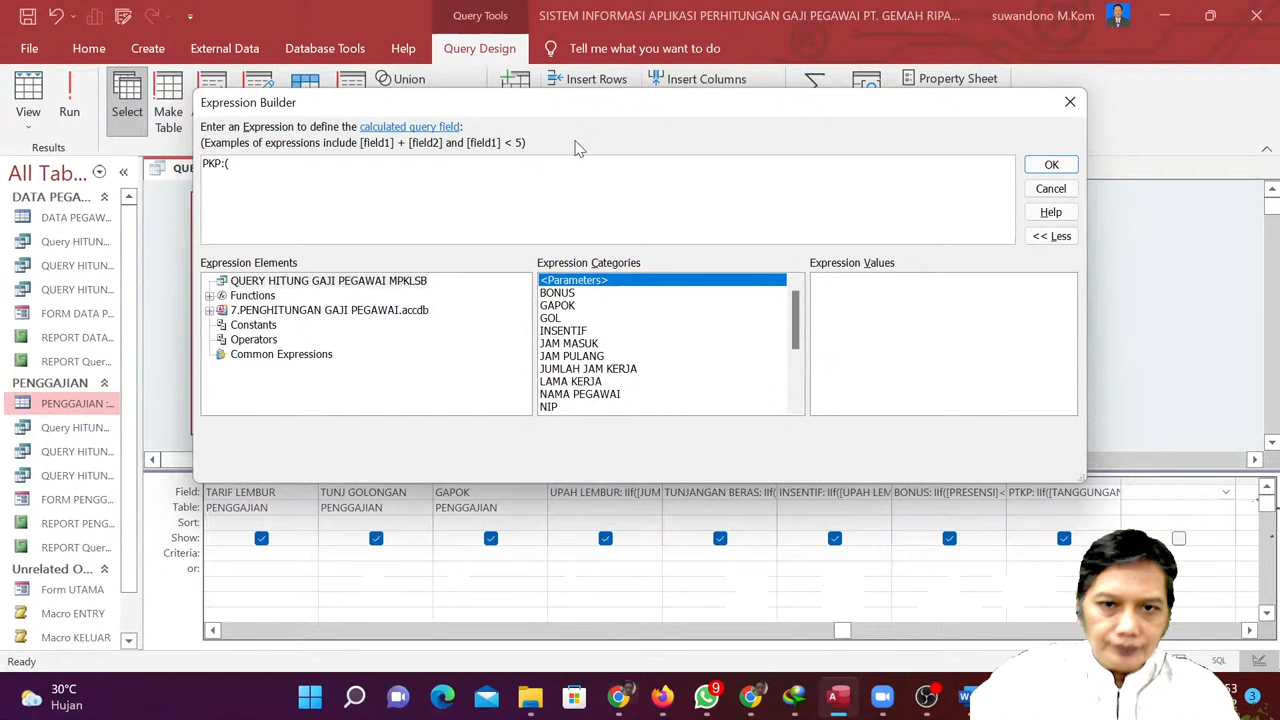 Query Tools
SISTEM INFORMASI APLIKASI PERHITUNGAN GAJI PEGAWAI PT. GEMAH RIPA...
suwandono M.Kom
File Home Create External Data Database Tools Help Query Design Tell me what you want to do
Union Insert Rows Insert Columns Property Sheet
View Run Select Make Table
Results
Expression Builder
Enter an Expression to define the calculated query field:
(Examples of expressions include [field1] + [field2] and [field1] < 5)
PKP:(
OK
Cancel
Help
<< Less
Expression Elements
QUERY HITUNG GAJI PEGAWAI MPKLSB
Functions
7.PENGHITUNGAN GAJI PEGAWAI.accdb
Constants
Operators
Common Expressions
Expression Categories
<Parameters>
BONUS
GAPOK
GOL
INSENTIF
JAM MASUK
JAM PULANG
JUMLAH JAM KERJA
LAMA KERJA
NAMA PEGAWAI
NIP
Expression Values
All Tab...
DATA PEGA...
DATA PEGAW...
Query HITUN...
QUERY HITUN...
QUERY HITUN...
FORM DATA P...
REPORT DATA...
REPORT Quer...
PENGGAJIAN
PENGGAJIAN :...
Query HITUN...
QUERY HITUN...
QUERY HITUN...
FORM PENGG...
REPORT PENG...
REPORT Quer...
Unrelated O...
Form UTAMA
Macro ENTRY
Macro KELUAR
Field: TARIF LEMBUR TUNJ GOLONGAN GAPOK UPAH LEMBUR: IIf([JUM TUNJANGAN BERAS: IIf( INSENTIF: IIf([UPAH LEM BONUS: IIf([PRESENSI]< PTKP: IIf([TANGGUNGAN
Table: PENGGAJIAN PENGGAJIAN PENGGAJIAN
Sort:
Show:
Criteria:
or:
Ready
SQL
30°C
Hujan
9
3